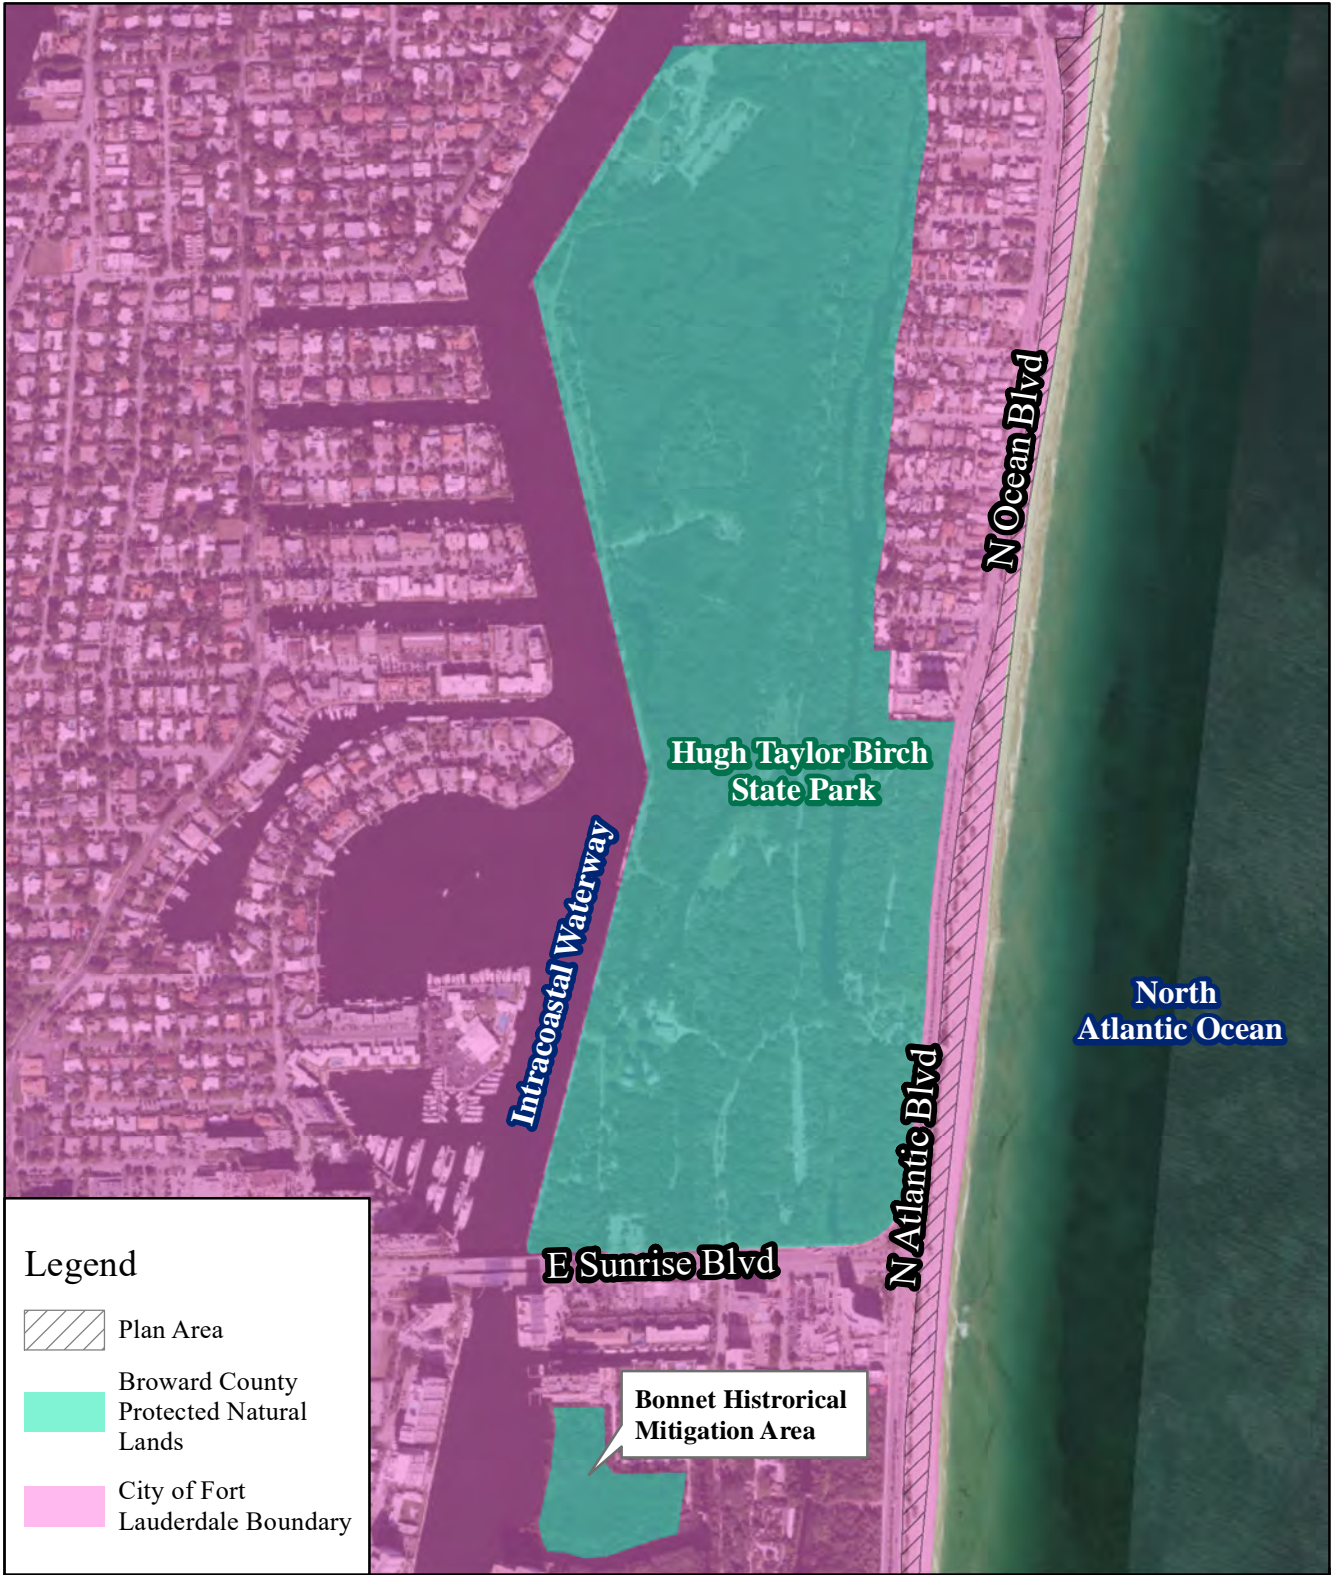 N Ocean Blvd
Hugh Taylor Birch
State Park
Intracoastal Waterway
North
Atlantic Ocean
N Atlantic Blvd
E Sunrise Blvd
Bonnet Histrorical
Mitigation Area
Legend
Plan Area
Broward County
Protected Natural
Lands
City of Fort
Lauderdale Boundary